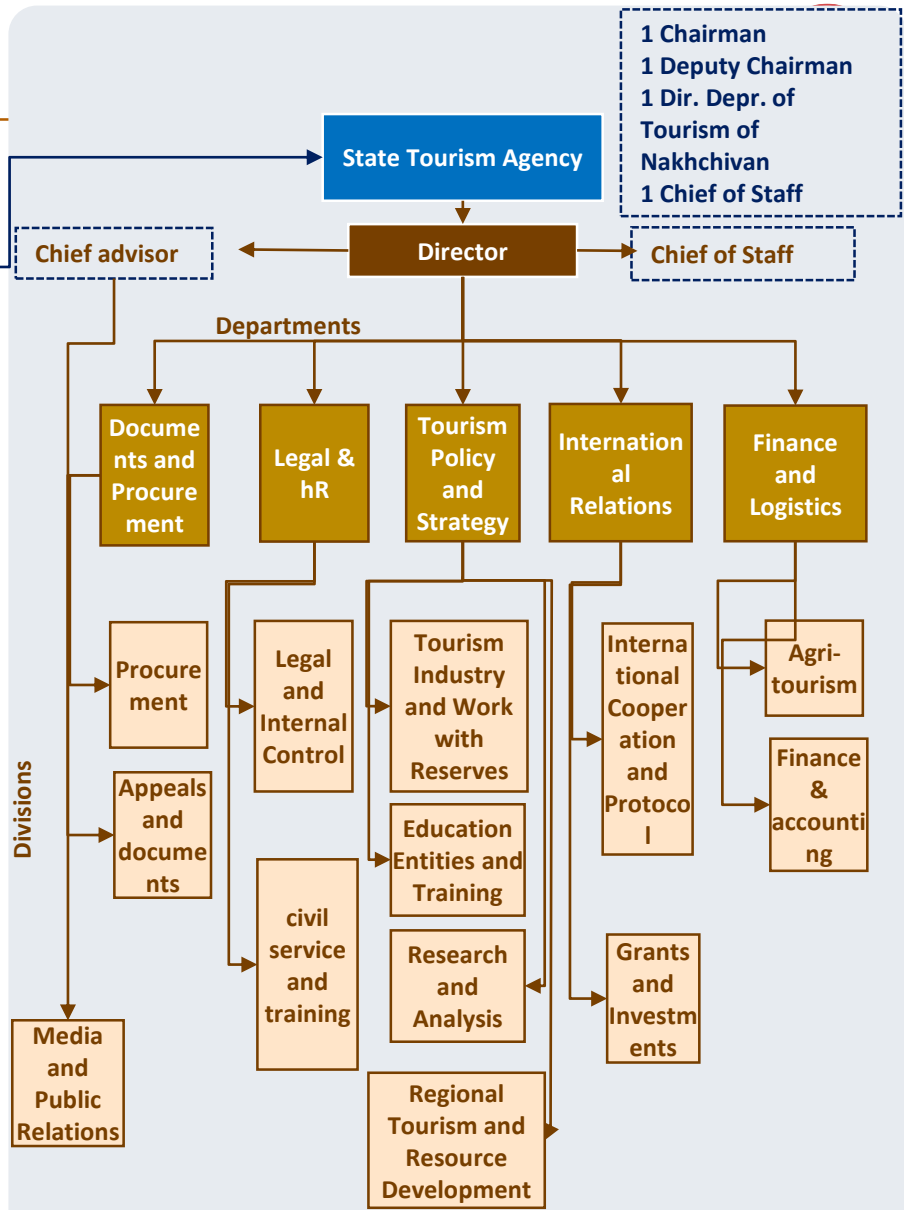 1 Chairman
1 Deputy Chairman
1 Dir. Depr. of
Tourism of
Nakhchivan
1 Chief of Staff
State Tourism Agency
Chief advisor
Director
Chief of Staff
Departments
Docume
nts and
Procure
ment
Legal &
hR
Tourism
Policy
and
Strategy
Internation
al
Relations
Finance
and
Logistics
Divisions
Procure
ment
Legal
and
Internal
Control
Tourism
Industry
and Work
with
Reserves
Intern
ational
Cooper
ation
and
Protoco
l
Agri-
tourism
Appeals
and
docume
nts
Education
Entities and
Training
Finance
&
accounti
ng
civil
service
and
training
Research
and
Analysis
Grants
and
Investm
ents
Media
and
Public
Relations
Regional
Tourism and
Resource
Development